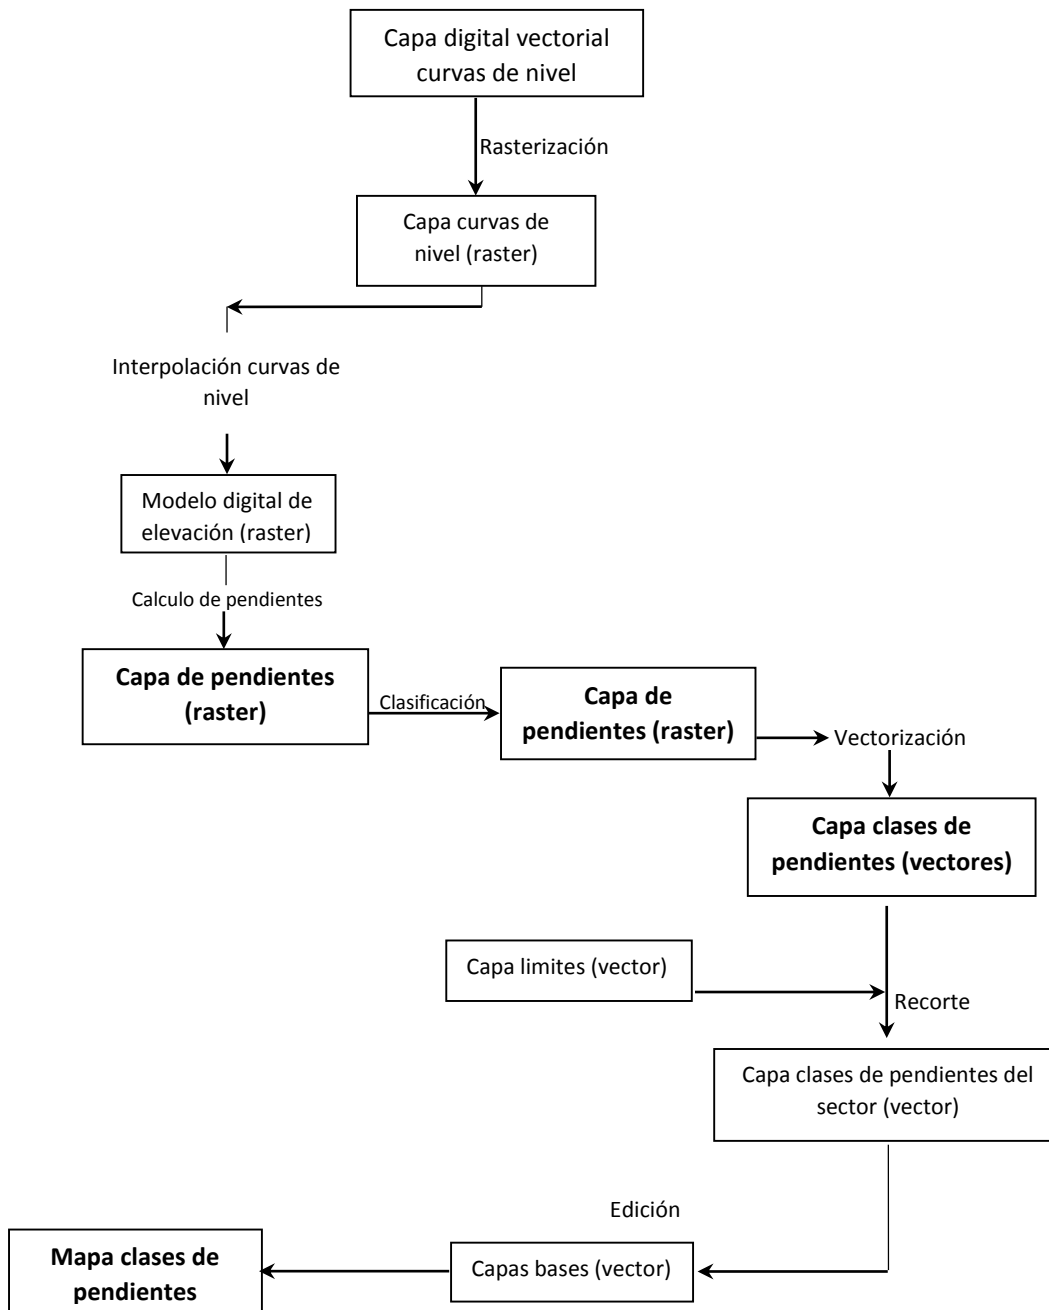 Capa digital vectorial
curvas de nivel
Rasterización
Capa curvas de
nivel (raster)
Interpolación curvas de
nivel
Modelo digital de
elevación (raster)
Calculo de pendientes
Capa de pendientes
(raster)
Clasificación
Capa de
pendientes (raster)
Vectorización
Capa clases de
pendientes (vectores)
Capa limites (vector)
Recorte
Capa clases de pendientes del
sector (vector)
Edición
Capas bases (vector)
Mapa clases de
pendientes